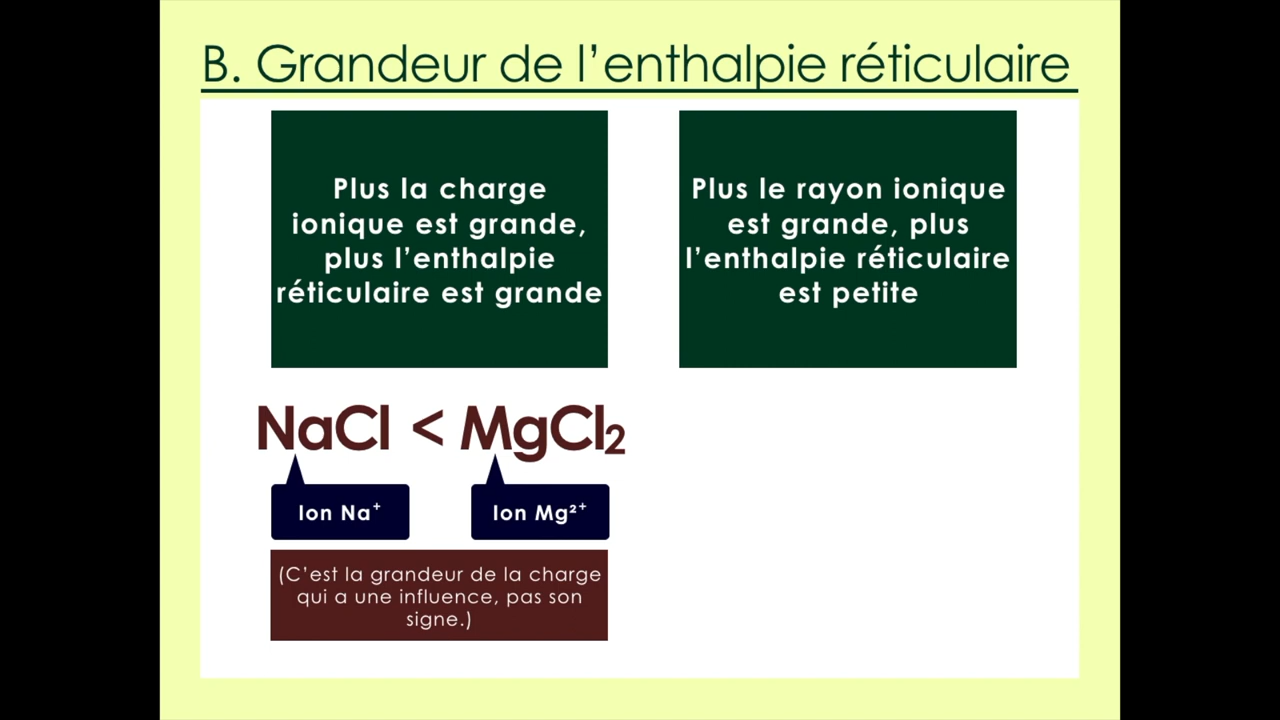 B. Grandeur de l’enthalpie réticulaire
Plus la charge
ionique est grande,
plus l’enthalpie
réticulaire est grande
Plus le rayon ionique
est grande, plus
l’enthalpie réticulaire
est petite
NaCl < MgCl₂
Ion Na⁺
Ion Mg²⁺
(C’est la grandeur de la charge
qui a une influence, pas son
signe.)